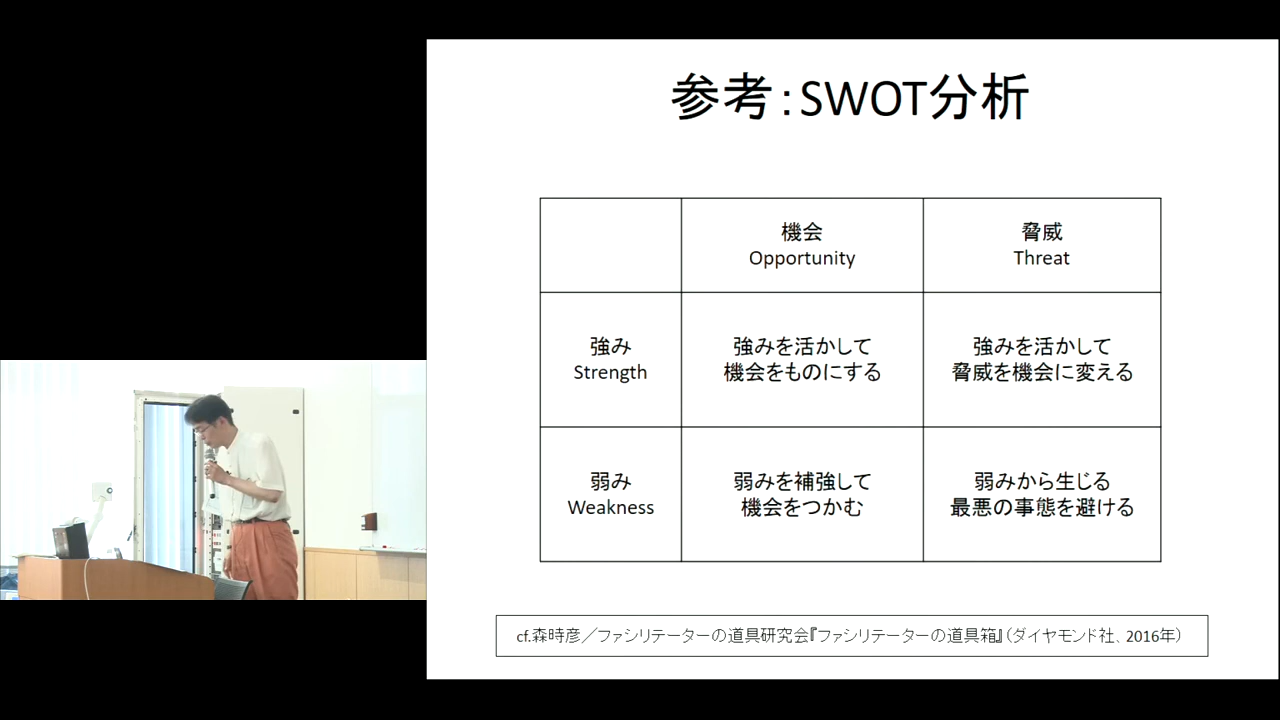 参考：SWOT分析
機会
Opportunity
脅威
Threat
強み
Strength
強みを活かして
機会をものにする
強みを活かして
脅威を機会に変える
弱み
Weakness
弱みを補強して
機会をつかむ
弱みから生じる
最悪の事態を避ける
cf.森時彦／ファシリテーターの道具研究会『ファシリテーターの道具箱』（ダイヤモンド社、2016年）